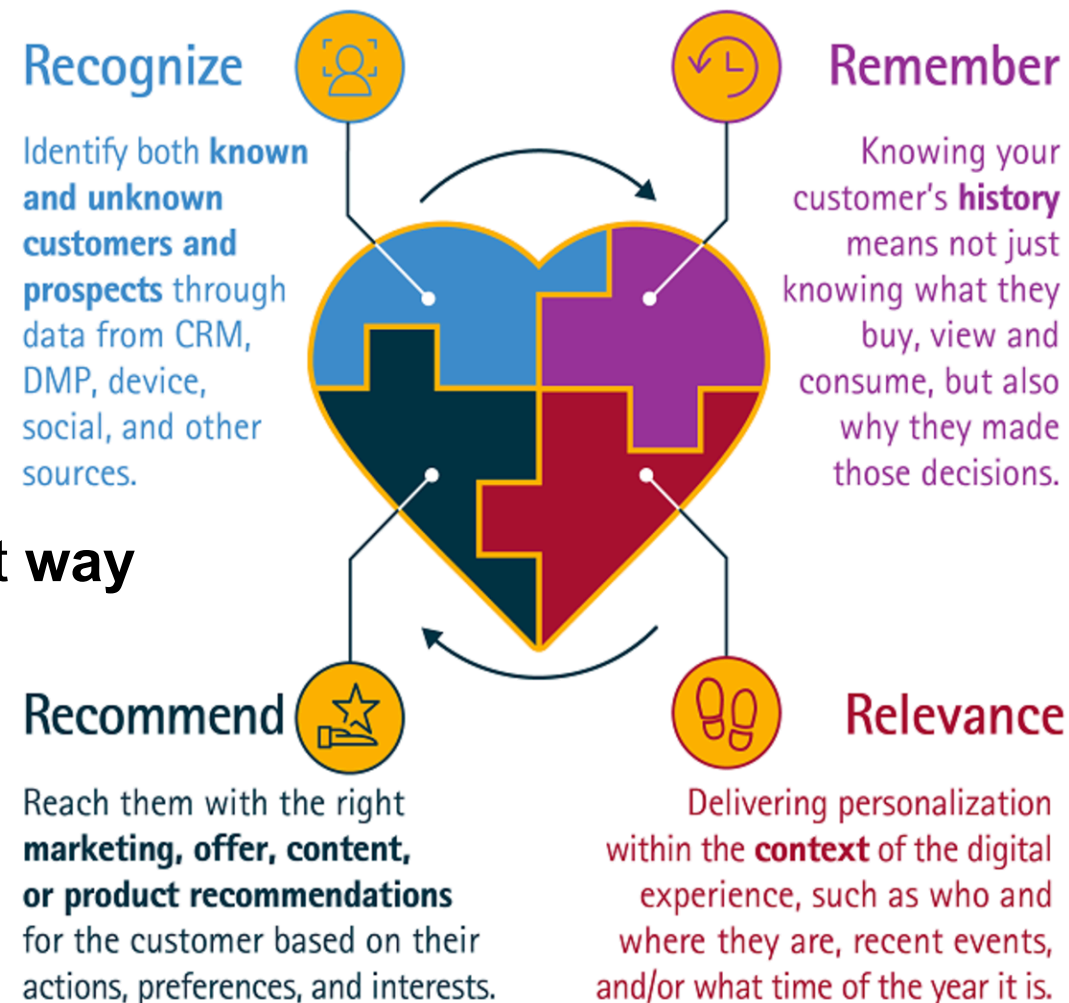 Recognize
Identify both known
and unknown
customers and
prospects through
data from CRM,
DMP, device,
social, and other
sources.
Remember
Knowing your
customer's history
means not just
knowing what they
buy, view and
consume, but also
why they made
those decisions.
way
Recommend
Reach them with the right
marketing, offer, content,
or product recommendations
for the customer based on their
actions, preferences, and interests.
Relevance
Delivering personalization
within the context of the digital
experience, such as who and
where they are, recent events,
and/or what time of the year it is.